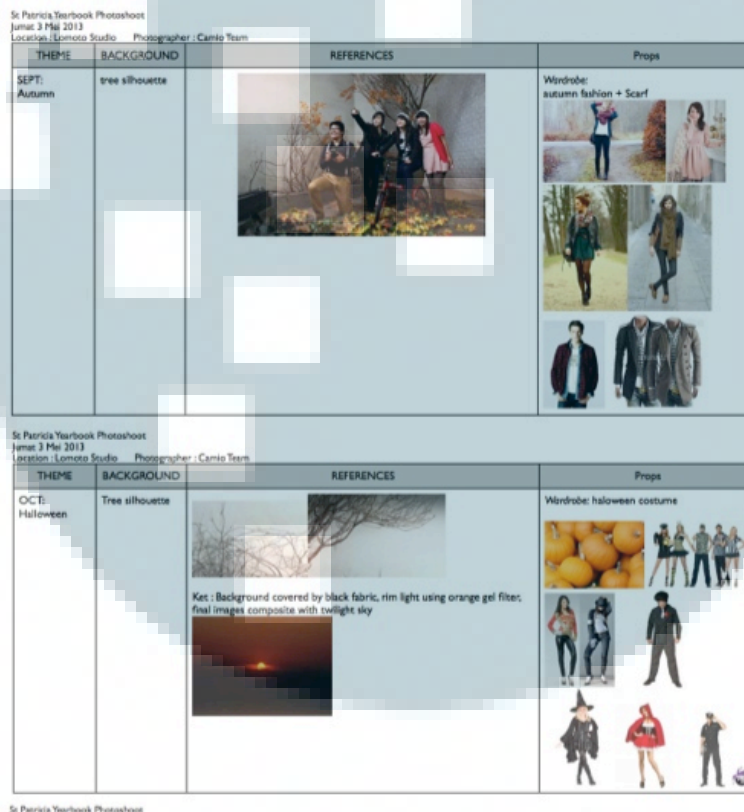 St Patricia Yearbook Photoshoot
Jumat 3 Mei 2013
Location : Lomoto Studio Photographer : Camio Team
THEME BACKGROUND REFERENCES Props
SEPT:
Autumn
tree silhouette
Wardrobe:
autumn fashion + Scarf
St Patricia Yearbook Photoshoot
Jumat 3 Mei 2013
Location : Lomoto Studio Photographer : Camio Team
THEME BACKGROUND REFERENCES Props
OCT:
Halloween
Tree silhouette
Wardrobe: haloween costume
Ket : Background covered by black fabric, rim light using orange gel filter,
final images composite with twilight sky
St Patricia Yearbook Photoshoot